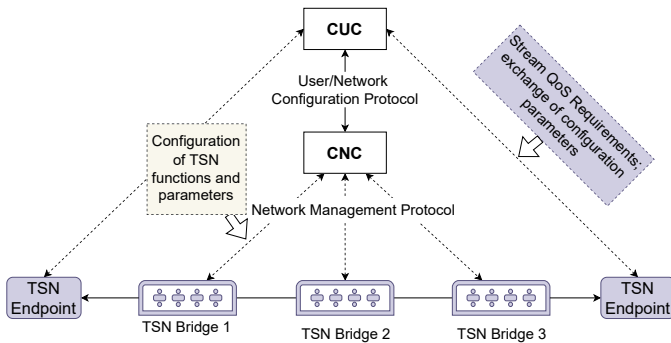 CUC
User/Network
Configuration Protocol
Stream QoS Requirements;
exchange of configuration
parameters
Configuration
of TSN
functions and
parameters
CNC
Network Management Protocol
TSN
Endpoint
TSN Bridge 1
TSN Bridge 2
TSN Bridge 3
TSN
Endpoint